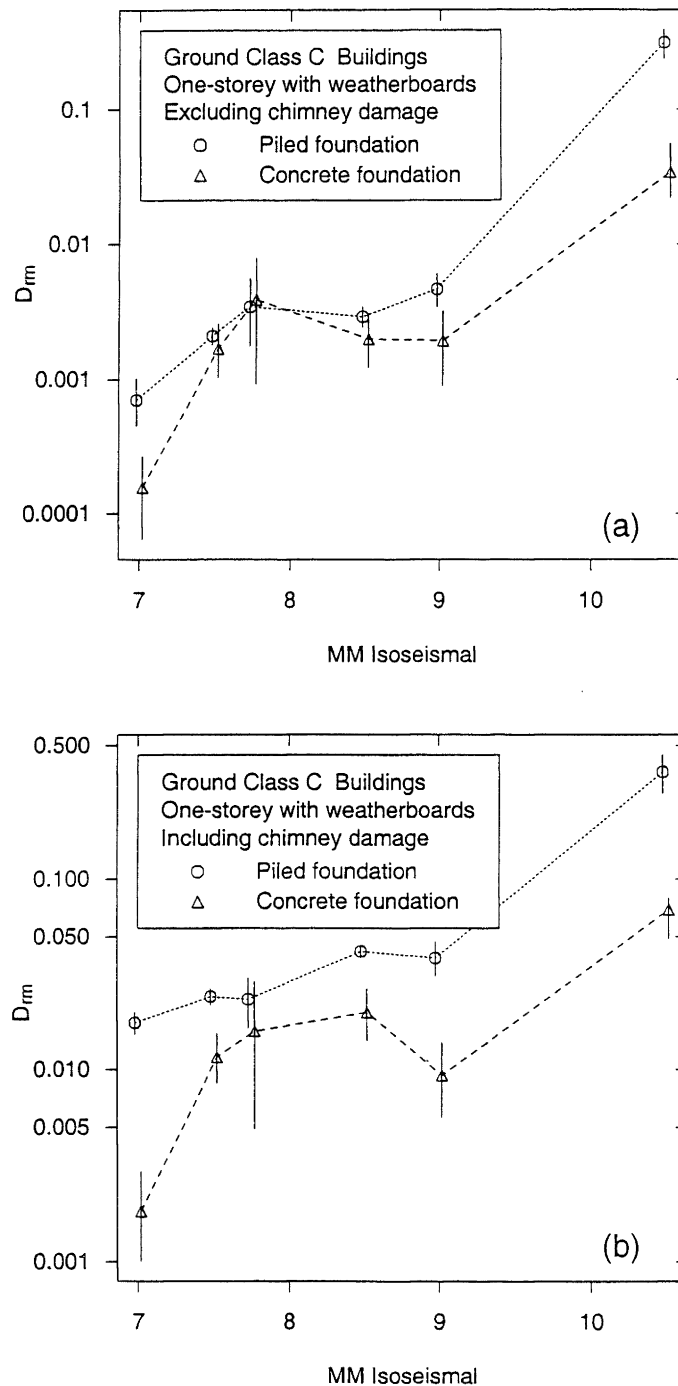 Ground Class C Buildings
One-storey with weatherboards
Excluding chimney damage
Piled foundation
Concrete foundation
0.1
0.01
0.001
0.0001
Drm
(a)
7 8 9 10
MM Isoseismal
Ground Class C Buildings
One-storey with weatherboards
Including chimney damage
Piled foundation
Concrete foundation
0.500
0.100
0.050
0.010
0.005
0.001
Drm
(b)
7 8 9 10
MM Isoseismal